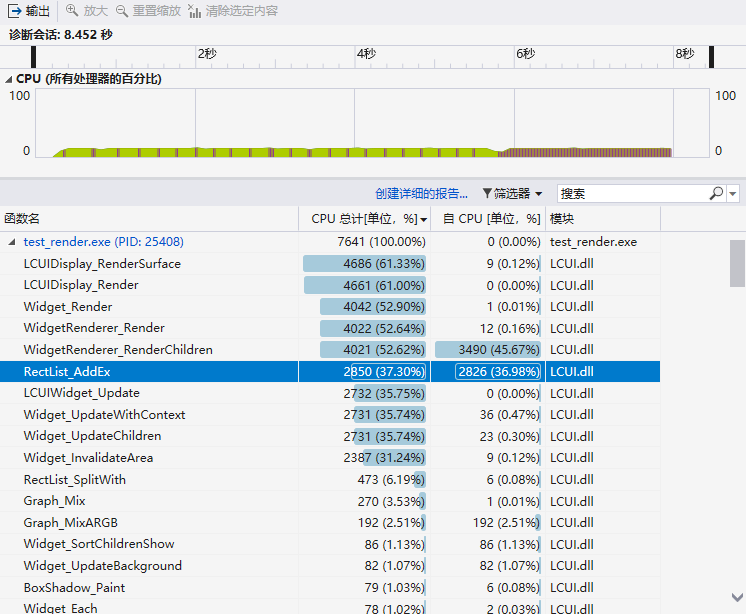 输出 放大 重置缩放 清除选定内容
诊断会话: 8.452 秒
2秒 4秒 6秒 8秒
CPU (所有处理器的百分比)
100 100
0 0
创建详细的报告... 筛选器 搜索
函数名 CPU 总计[单位，%] 自 CPU [单位，%] 模块
test_render.exe (PID: 25408) 7641 (100.00%) 0 (0.00%) test_render.exe
LCUIDisplay_RenderSurface 4686 (61.33%) 9 (0.12%) LCUI.dll
LCUIDisplay_Render 4661 (61.00%) 0 (0.00%) LCUI.dll
Widget_Render 4042 (52.90%) 1 (0.01%) LCUI.dll
WidgetRenderer_Render 4022 (52.64%) 12 (0.16%) LCUI.dll
WidgetRenderer_RenderChildren 4021 (52.62%) 3490 (45.67%) LCUI.dll
RectList_AddEx 2850 (37.30%) 2826 (36.98%) LCUI.dll
LCUIWidget_Update 2732 (35.75%) 0 (0.00%) LCUI.dll
Widget_UpdateWithContext 2731 (35.74%) 36 (0.47%) LCUI.dll
Widget_UpdateChildren 2731 (35.74%) 23 (0.30%) LCUI.dll
Widget_InvalidateArea 2387 (31.24%) 9 (0.12%) LCUI.dll
RectList_SplitWith 473 (6.19%) 6 (0.08%) LCUI.dll
Graph_Mix 270 (3.53%) 1 (0.01%) LCUI.dll
Graph_MixARGB 192 (2.51%) 192 (2.51%) LCUI.dll
Widget_SortChildrenShow 86 (1.13%) 86 (1.13%) LCUI.dll
Widget_UpdateBackground 82 (1.07%) 82 (1.07%) LCUI.dll
BoxShadow_Paint 79 (1.03%) 6 (0.08%) LCUI.dll
Widget_Each 78 (1.02%) 2 (0.03%) LCUI.dll